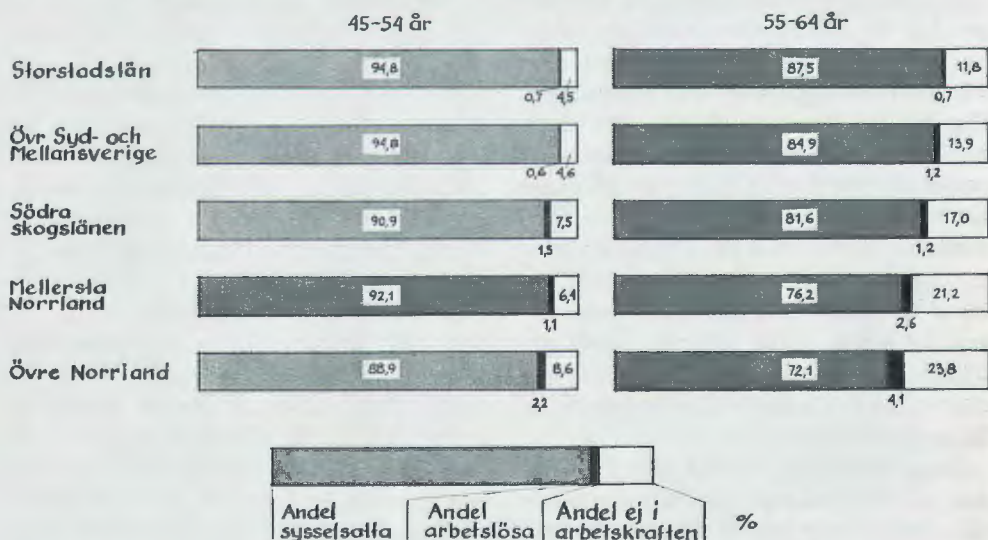 45-54 år
55-64 år
Storstadslän
94,8
0,7 4,5
87,5
11,8
0,7
Övr Syd- och
Mellansverige
94,8
0,6 4,6
84,9
13,9
1,2
Södra
skogslänen
90,9
7,5
1,5
81,6
17,0
1,2
Mellersta
Norrland
92,1
6,4
1,1
76,2
21,2
2,6
Övre Norrland
88,9
8,6
2,2
72,1
23,8
4,1
Andel
sysselsatta
Andel
arbetslösa
Andel ej i
arbetskraften
%